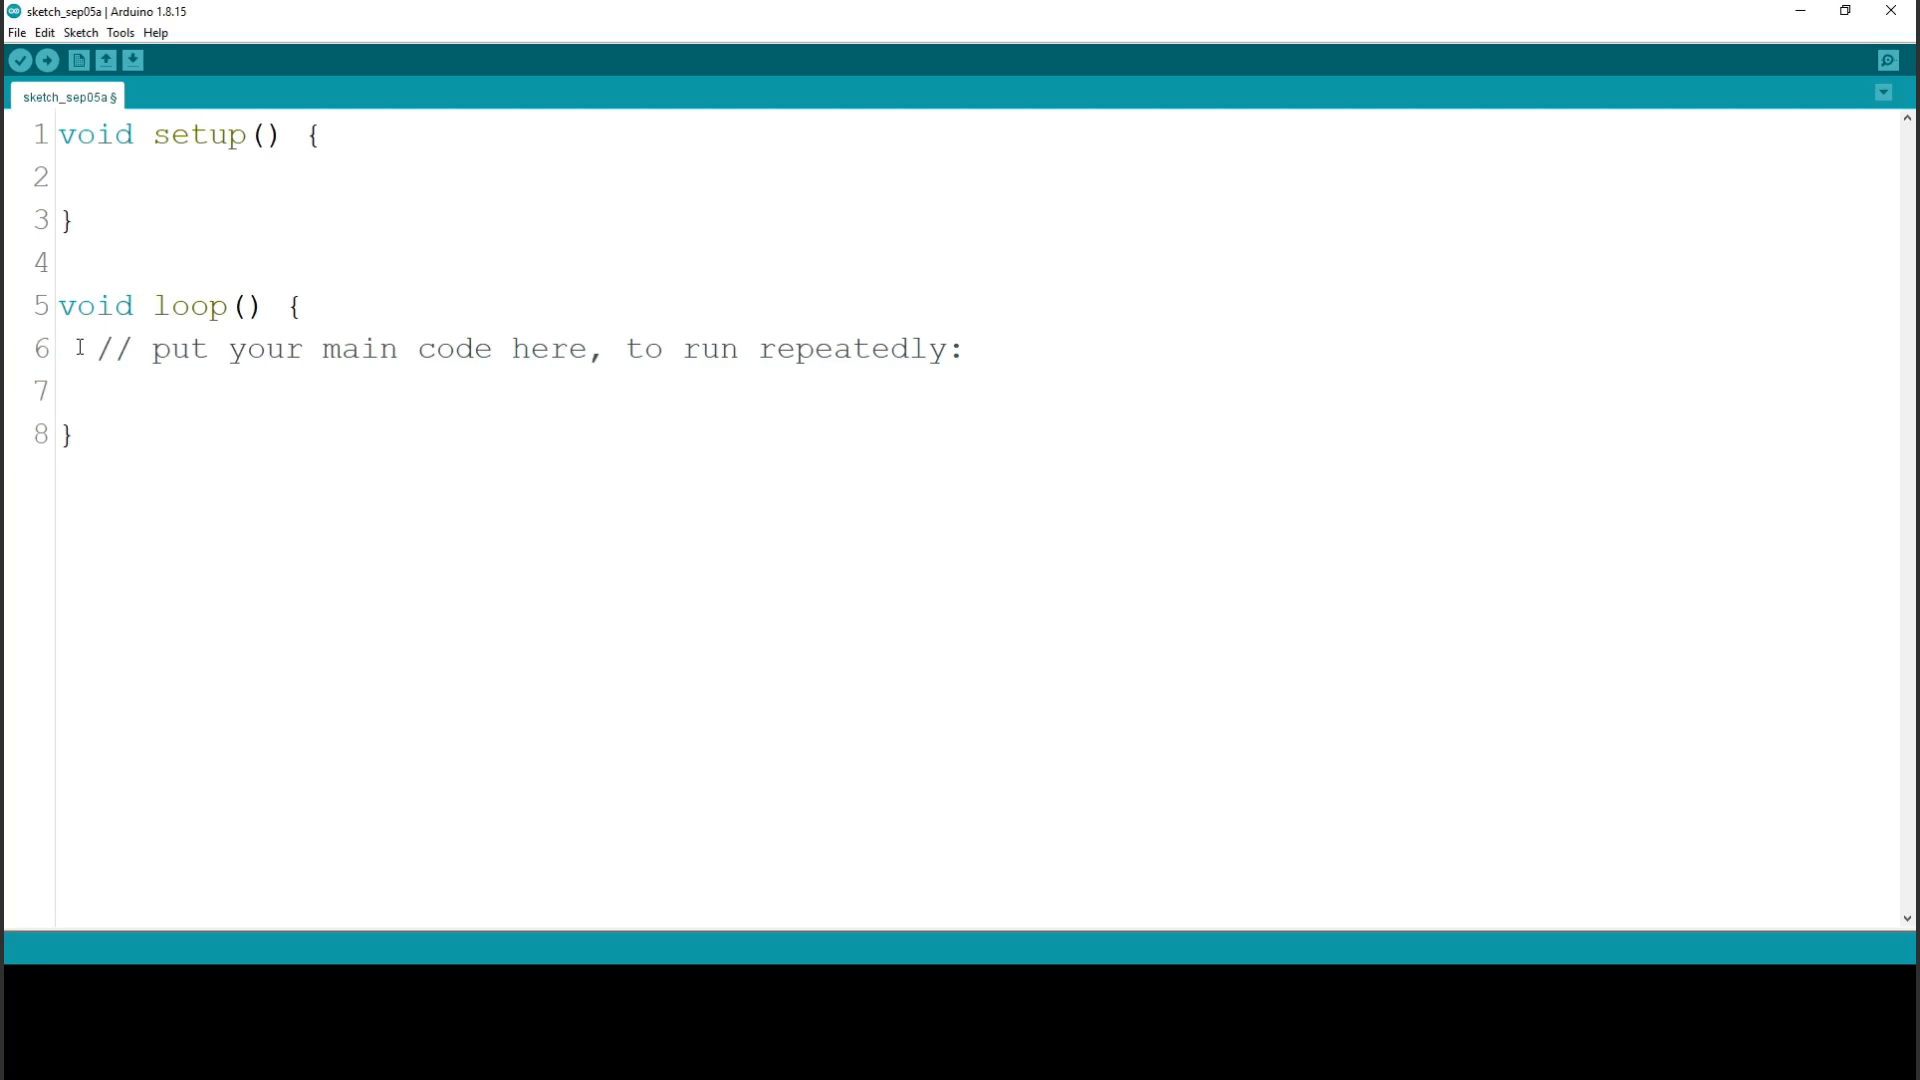 sketch_sep05a | Arduino 1.8.15
File Edit Sketch Tools Help
sketch_sep05a §
1 void setup() {
2
3 }
4
5 void loop() {
6 // put your main code here, to run repeatedly:
7
8 }